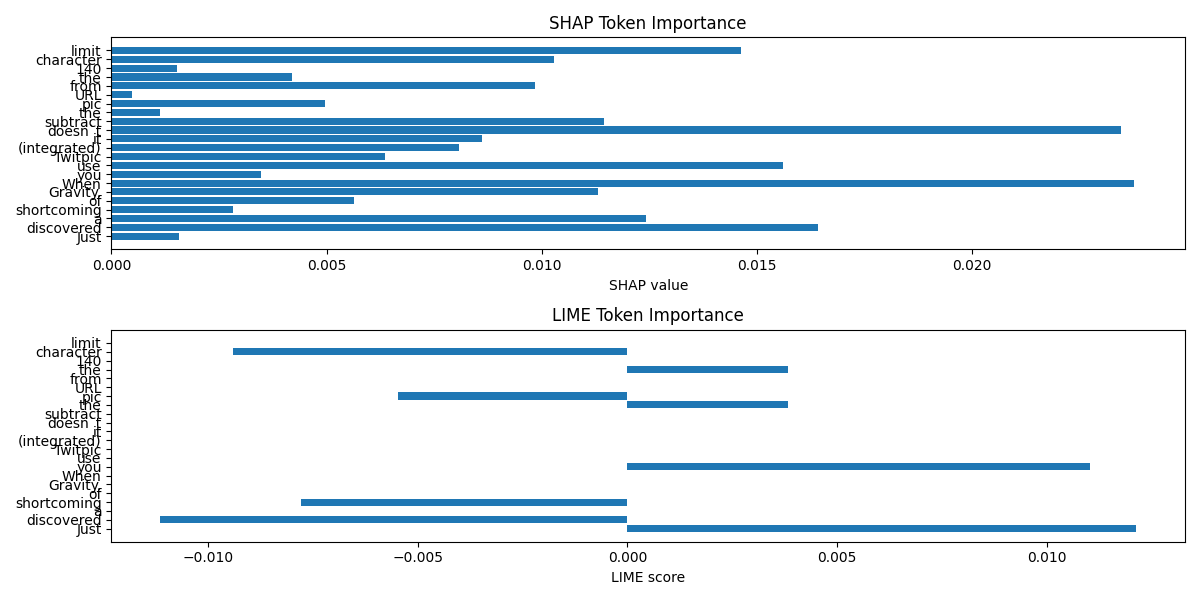 SHAP Token Importance
limit
character
140
the
from
URL
pic
the
subtract
doesn't
it
(integrated)
Twitpic
use
you
When
Gravity.
of
shortcoming
a
discovered
Just
0.000 0.005 0.010 0.015 0.020
SHAP value
LIME Token Importance
limit
character
140
the
from
URL
pic
the
subtract
doesn't
it
(integrated)
Twitpic
use
you
When
Gravity.
of
shortcoming
a
discovered
Just
−0.010 −0.005 0.000 0.005 0.010
LIME score